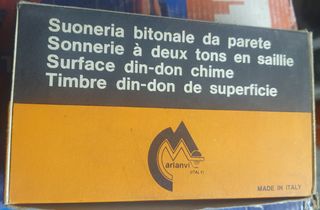 Suoneria bitonale da parete
Sonnerie à deux tons en saillie
Surface din-don chime
Timbre din-don de superficie
arianvi
ITALY
MADE IN ITALY